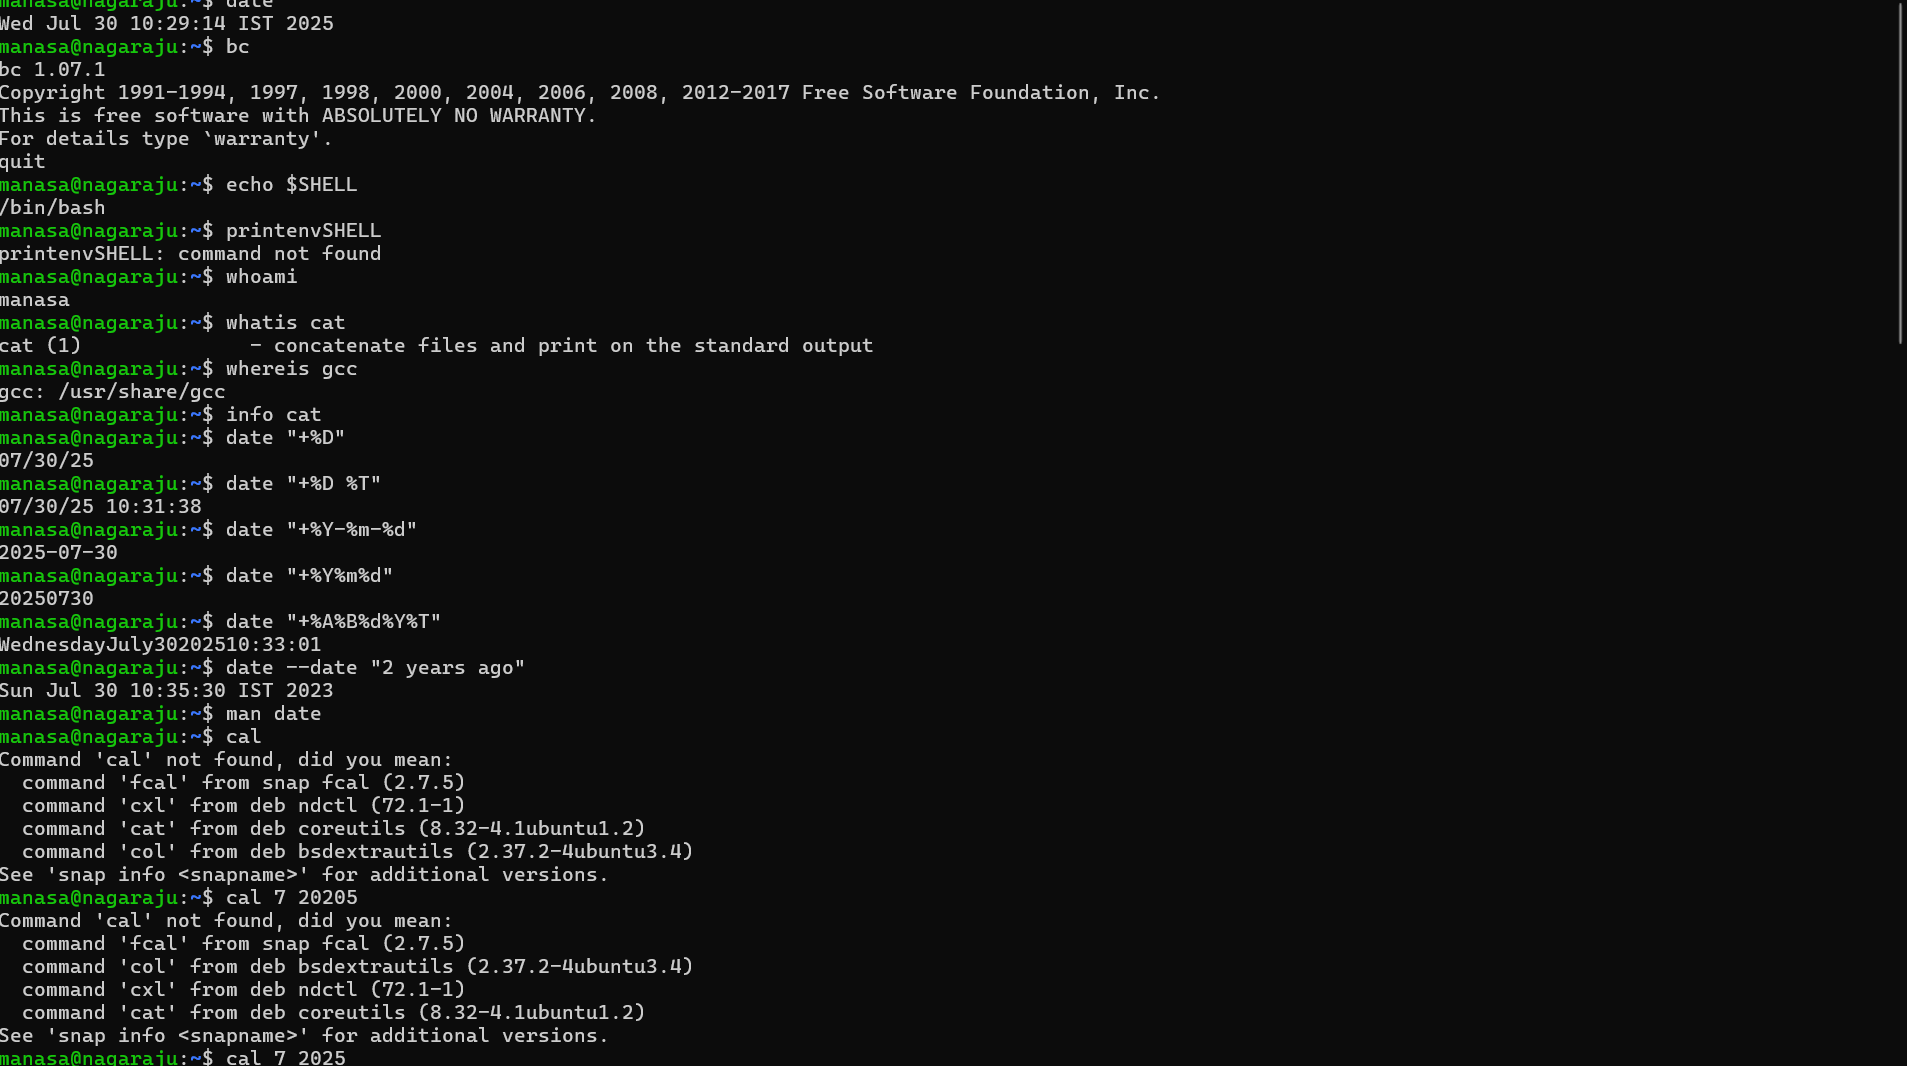 manasa@nagaraju:~$ date
Wed Jul 30 10:29:14 IST 2025
manasa@nagaraju:~$ bc
bc 1.07.1
Copyright 1991-1994, 1997, 1998, 2000, 2004, 2006, 2008, 2012-2017 Free Software Foundation, Inc.
This is free software with ABSOLUTELY NO WARRANTY.
For details type `warranty'.
quit
manasa@nagaraju:~$ echo $SHELL
/bin/bash
manasa@nagaraju:~$ printenvSHELL
printenvSHELL: command not found
manasa@nagaraju:~$ whoami
manasa
manasa@nagaraju:~$ whatis cat
cat (1)              - concatenate files and print on the standard output
manasa@nagaraju:~$ whereis gcc
gcc: /usr/share/gcc
manasa@nagaraju:~$ info cat
manasa@nagaraju:~$ date "+%D"
07/30/25
manasa@nagaraju:~$ date "+%D %T"
07/30/25 10:31:38
manasa@nagaraju:~$ date "+%Y-%m-%d"
2025-07-30
manasa@nagaraju:~$ date "+%Y%m%d"
20250730
manasa@nagaraju:~$ date "+%A%B%d%Y%T"
WednesdayJuly30202510:33:01
manasa@nagaraju:~$ date --date "2 years ago"
Sun Jul 30 10:35:30 IST 2023
manasa@nagaraju:~$ man date
manasa@nagaraju:~$ cal
Command 'cal' not found, did you mean:
  command 'fcal' from snap fcal (2.7.5)
  command 'cxl' from deb ndctl (72.1-1)
  command 'cat' from deb coreutils (8.32-4.1ubuntu1.2)
  command 'col' from deb bsdextrautils (2.37.2-4ubuntu3.4)
See 'snap info <snapname>' for additional versions.
manasa@nagaraju:~$ cal 7 20205
Command 'cal' not found, did you mean:
  command 'fcal' from snap fcal (2.7.5)
  command 'col' from deb bsdextrautils (2.37.2-4ubuntu3.4)
  command 'cxl' from deb ndctl (72.1-1)
  command 'cat' from deb coreutils (8.32-4.1ubuntu1.2)
See 'snap info <snapname>' for additional versions.
manasa@nagaraju:~$ cal 7 2025